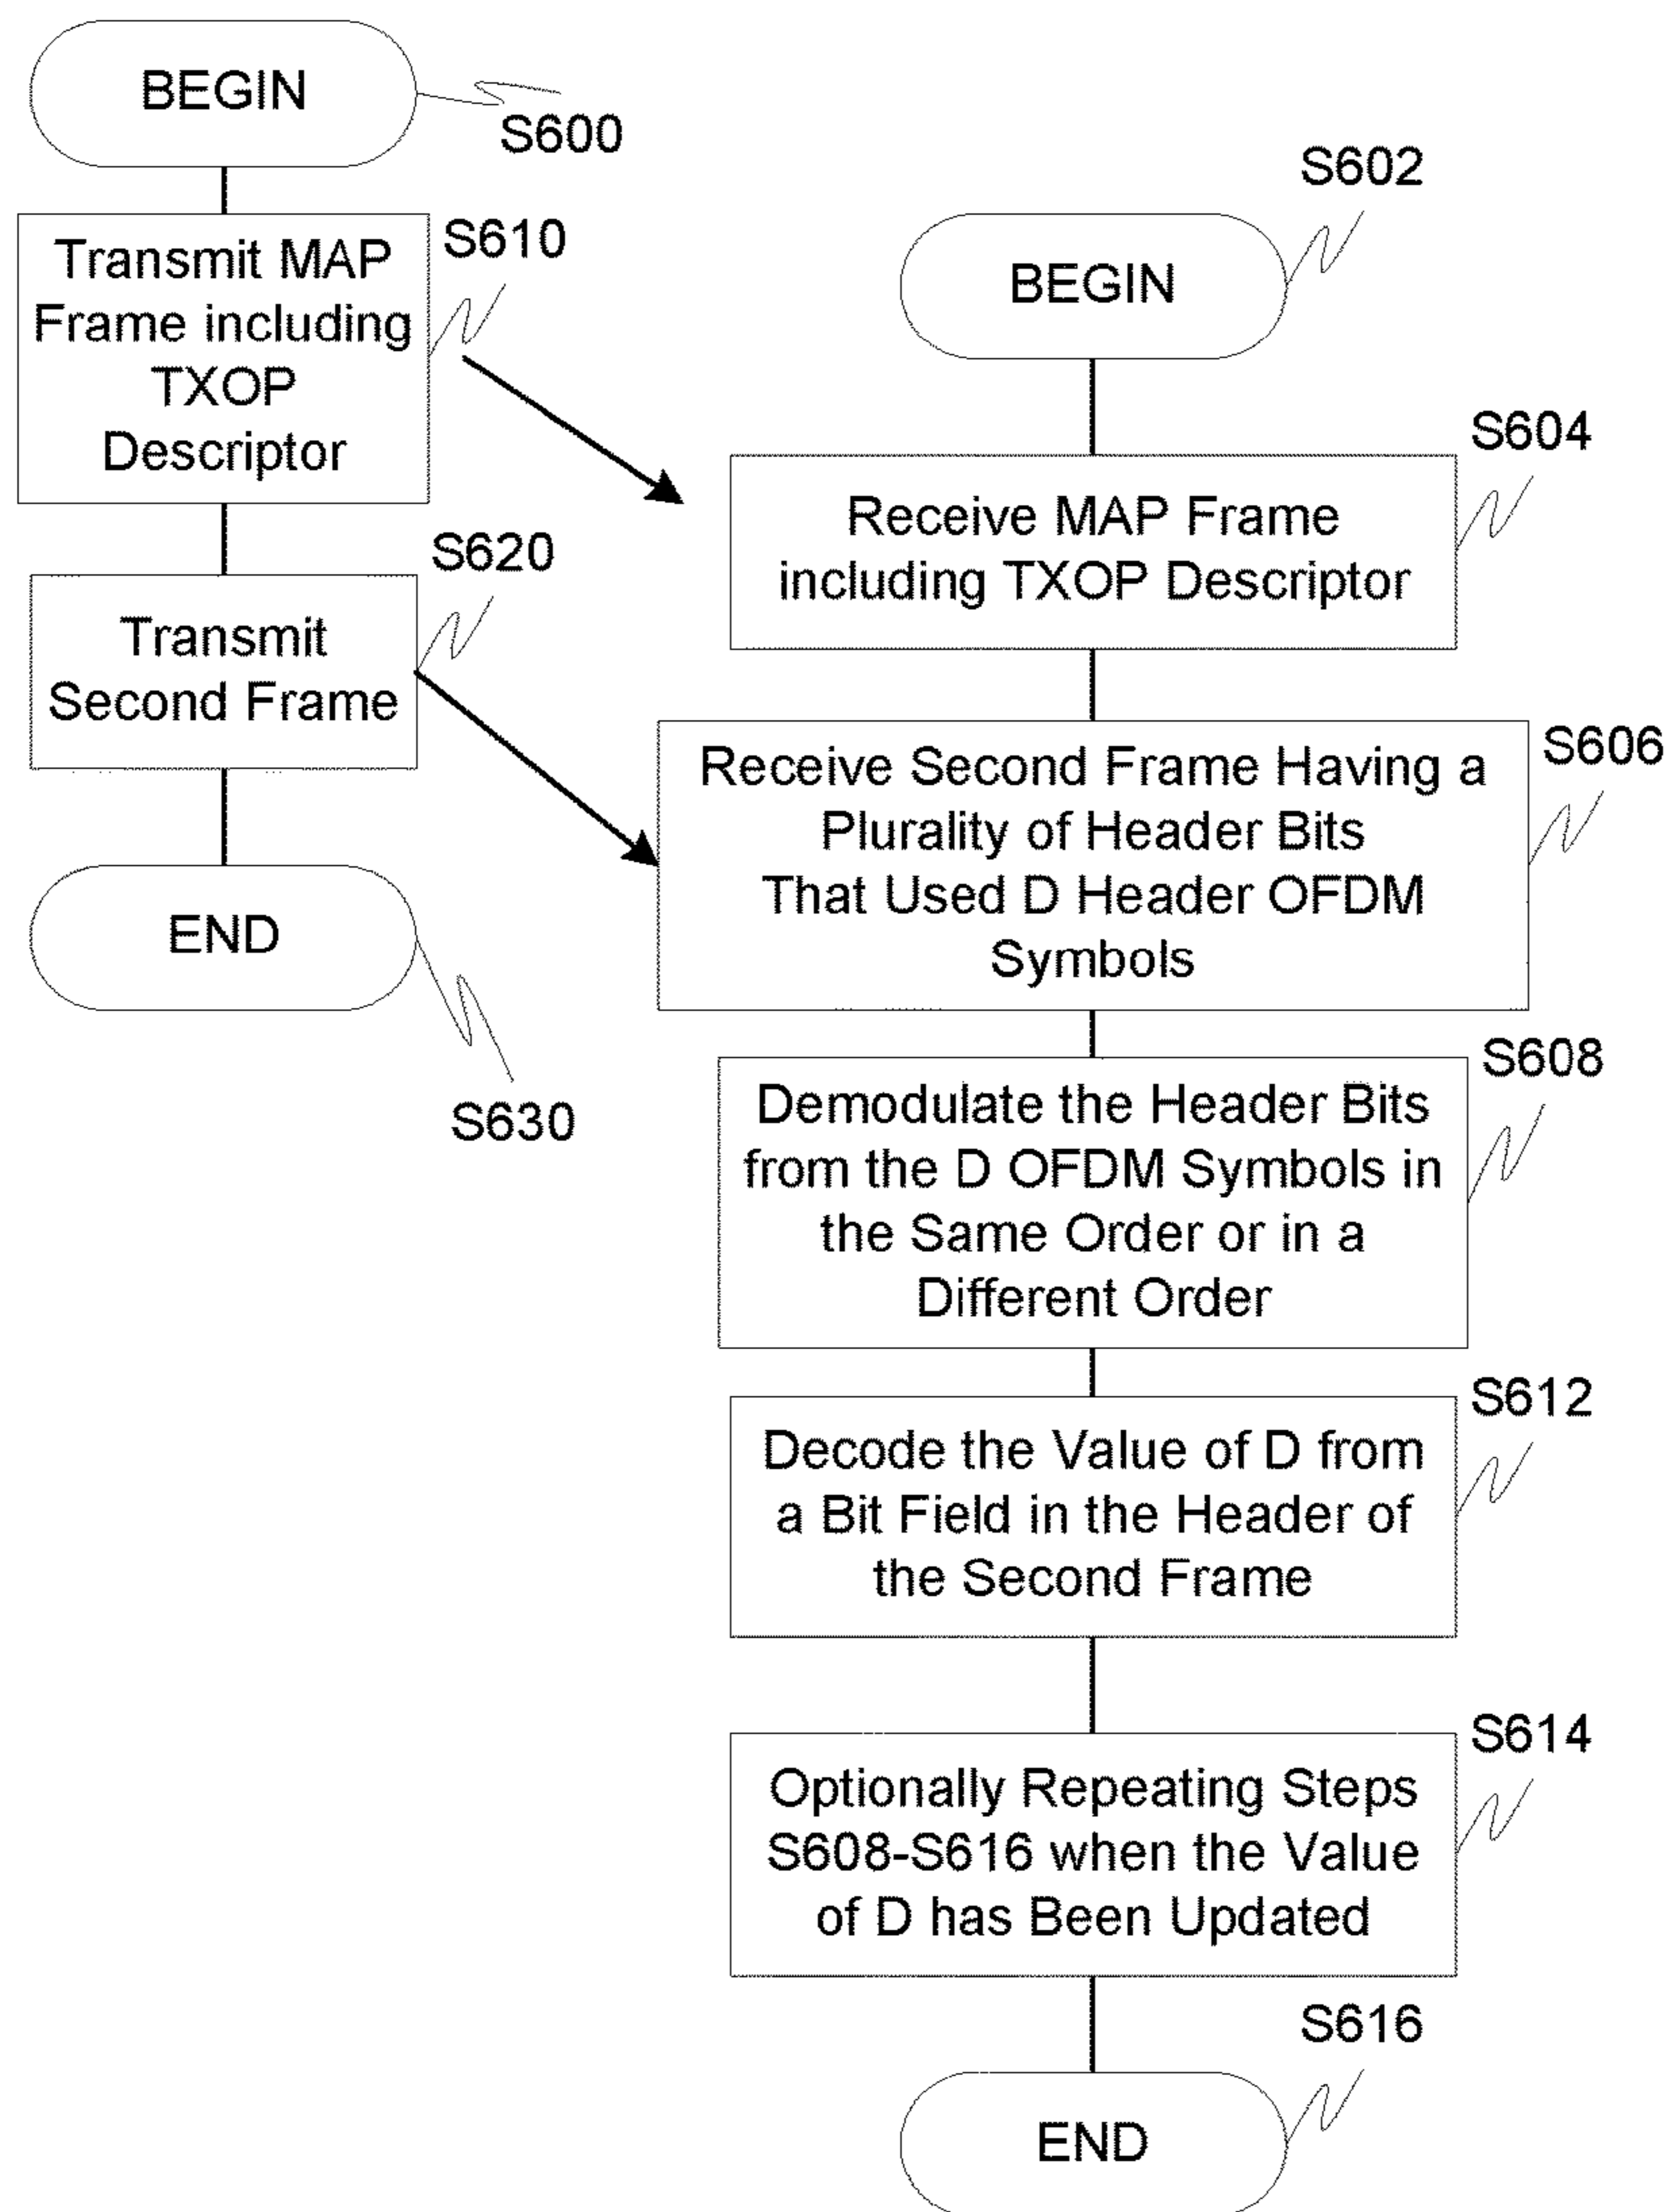 BEGIN
S600
Transmit MAP
Frame including
TXOP
Descriptor
S610
Transmit
Second Frame
S620
END
S630
BEGIN
S602
Receive MAP Frame
including TXOP Descriptor
S604
Receive Second Frame Having a
Plurality of Header Bits
That Used D Header OFDM
Symbols
S606
Demodulate the Header Bits
from the D OFDM Symbols in
the Same Order or in a
Different Order
S608
Decode the Value of D from
a Bit Field in the Header of
the Second Frame
S612
Optionally Repeating Steps
S608-S616 when the Value
of D has Been Updated
S614
END
S616